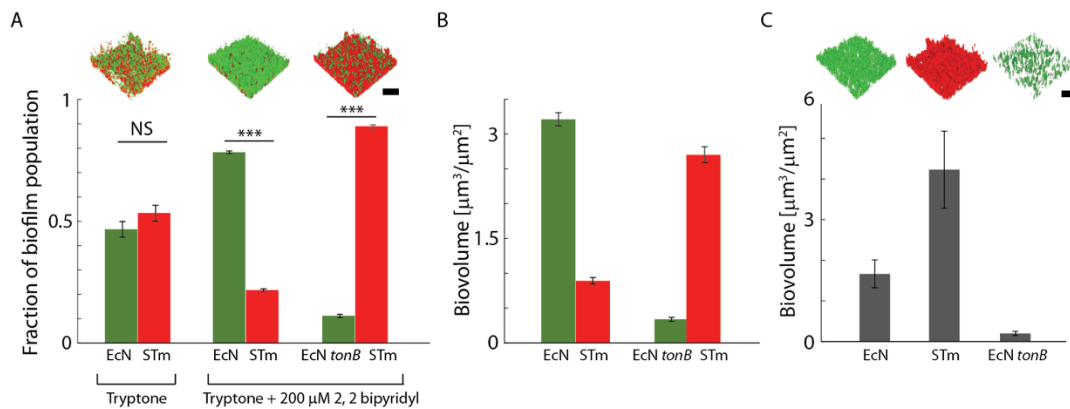 A
B
C
NS
***
***
Fraction of biofilm population
1
0.5
0
EcN STm EcN STm EcN tonB STm
Tryptone
Tryptone + 200 μM 2, 2 bipyridyl
Biovolume [μm³/μm²]
3
1.5
0
EcN STm EcN tonB STm
Biovolume [μm³/μm²]
6
3
0
EcN STm EcN tonB